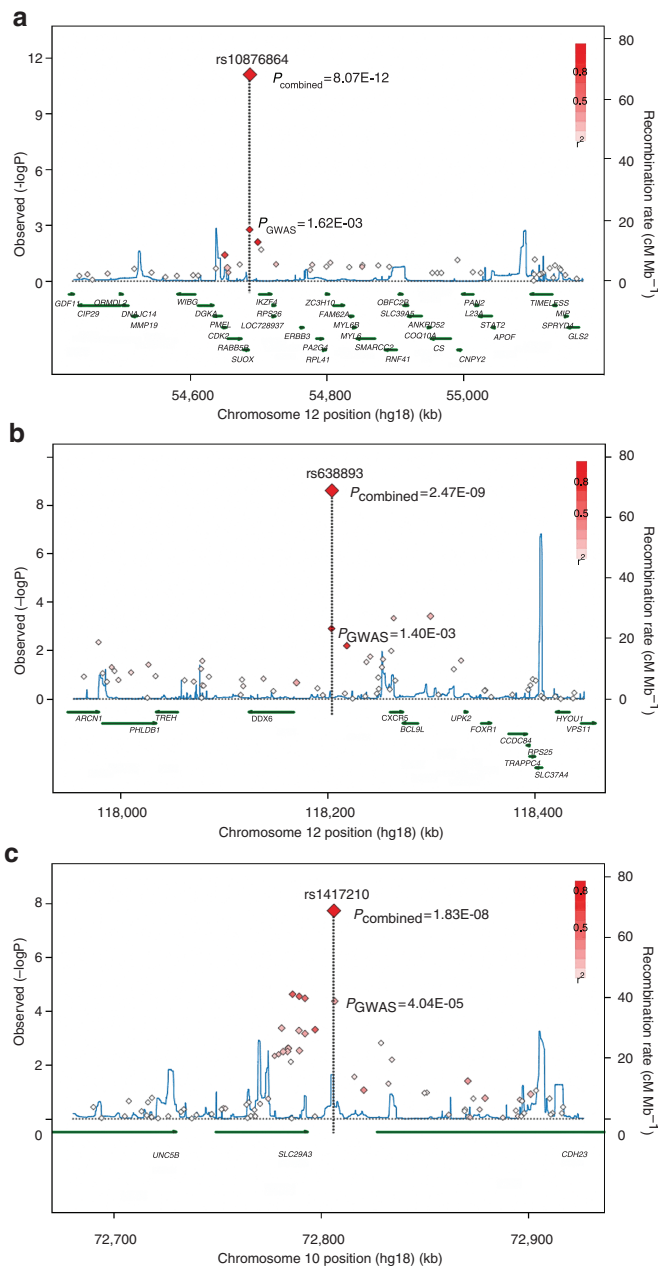 a
12
9
6
3
0
Observed (-logP)
80
60
40
20
0
Recombination rate (cM Mb⁻¹)
0.8
0.5
r²
rs10876864
Pcombined=8.07E-12
PGWAS=1.62E-03
GDF11 ORMDL2 WIBG IKZF4 ZC3H10 OBFC2B PAN2 TIMELESS
CIP29 DNAJC14 DGKA RPS26 FAM62A SLC39A5 L23A MIP
MMP19 PMEL LOC728937 MYL6B ANKRD52 STAT2 SPRYD4
CDK2 ERBB3 MYL6 COQ10A APOF GLS2
RABB5B PA2G4 SMARCC2 CS
SUOX RPL41 RNF41 CNPY2
54,600 54,800 55,000
Chromosome 12 position (hg18) (kb)
b
8
6
4
2
0
Observed (–logP)
80
60
40
20
0
Recombination rate (cM Mb⁻¹)
0.8
0.5
r²
rs638893
Pcombined=2.47E-09
PGWAS=1.40E-03
ARCN1 TREH DDX6 CXCR5 UPK2 FOXR1 HYOU1
PHLDB1 BCL9L VPS11
CCDC84
RPS25
TRAPPC4
SLC37A4
118,000 118,200 118,400
Chromosome 12 position (hg18) (kb)
c
8
6
4
2
0
Observed (–logP)
80
60
40
20
0
Recombination rate (cM Mb⁻¹)
0.8
0.5
r²
rs1417210
Pcombined=1.83E-08
PGWAS=4.04E-05
UNC5B SLC29A3 CDH23
72,700 72,800 72,900
Chromosome 10 position (hg18) (kb)